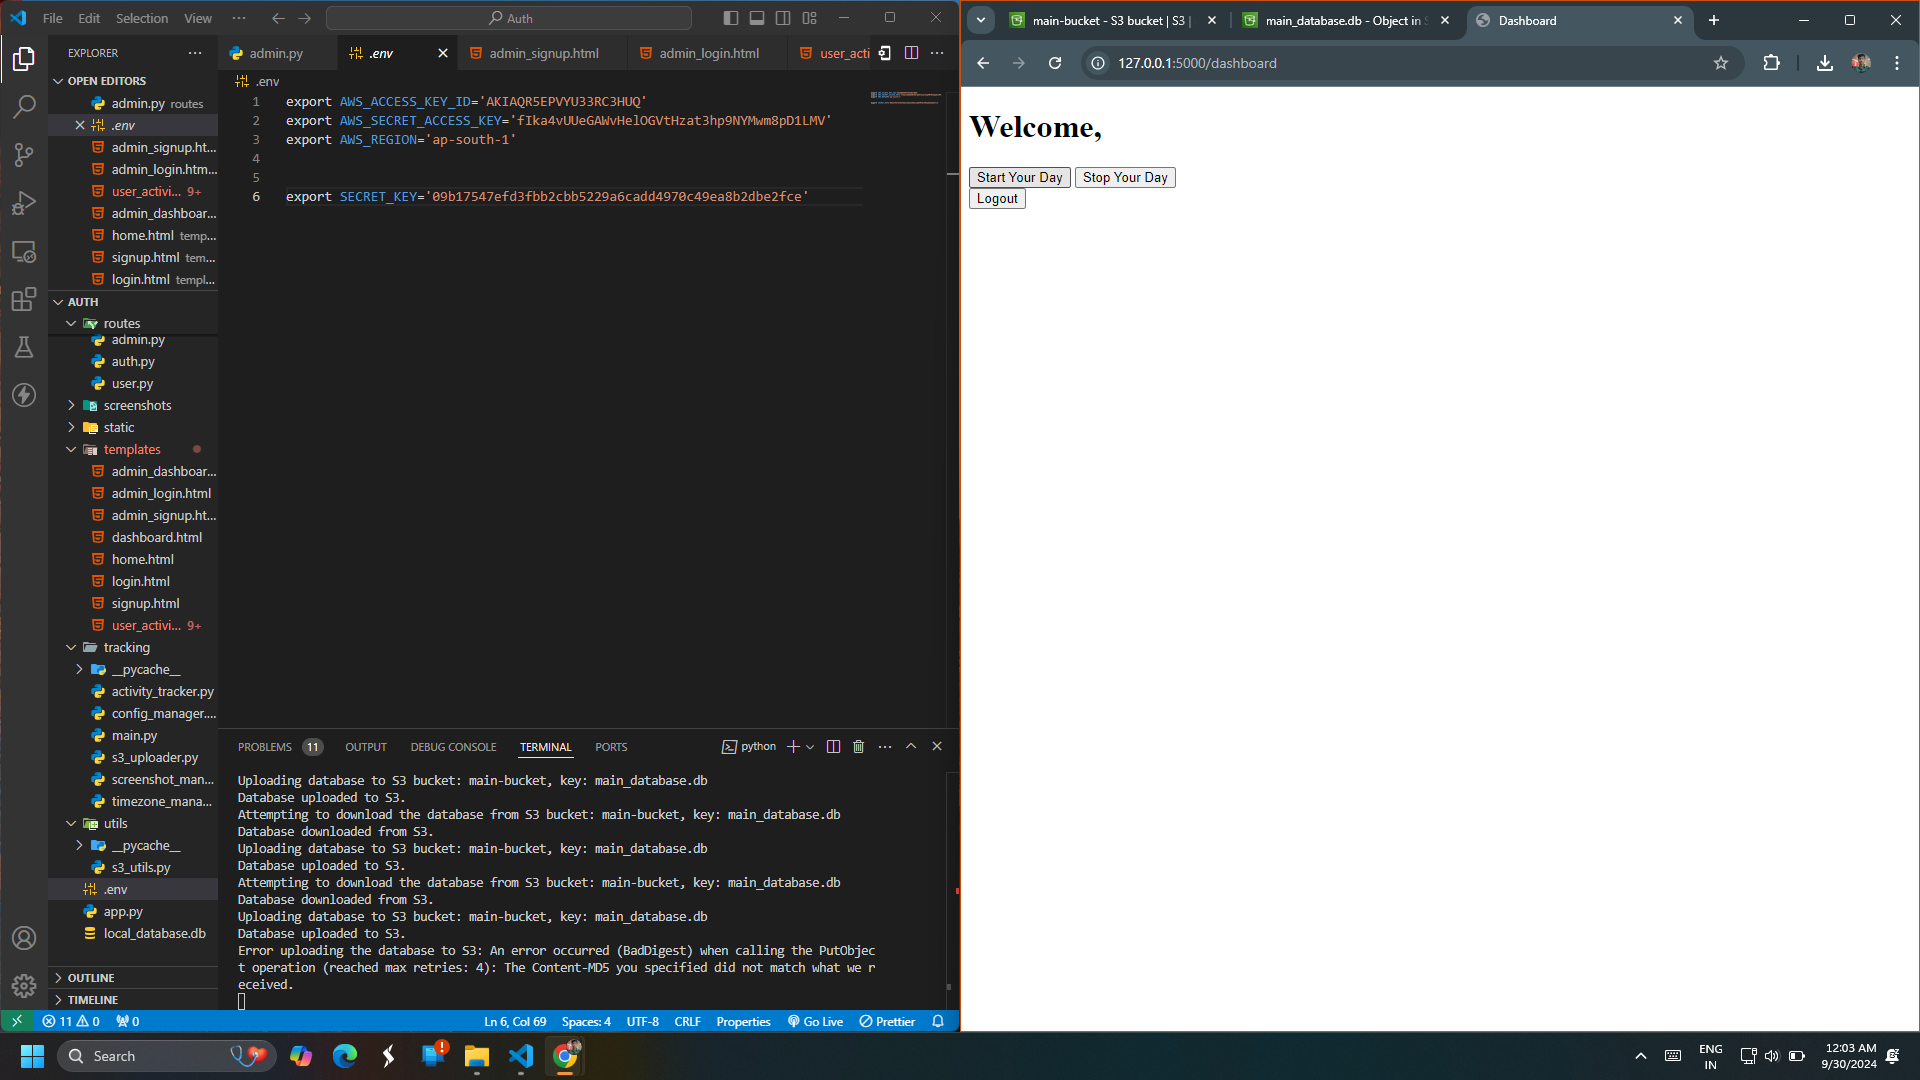 File Edit Selection View ··· Auth
EXPLORER
OPEN EDITORS
admin.py routes
.env
admin_signup.ht...
admin_login.htm...
user_activi... 9+
admin_dashboar...
home.html temp...
signup.html tem...
login.html templ...
AUTH
routes
admin.py
auth.py
user.py
screenshots
static
templates
admin_dashboar...
admin_login.html
admin_signup.ht...
dashboard.html
home.html
login.html
signup.html
user_activi... 9+
tracking
__pycache__
activity_tracker.py
config_manager....
main.py
s3_uploader.py
screenshot_man...
timezone_mana...
utils
__pycache__
s3_utils.py
.env
app.py
local_database.db
OUTLINE
TIMELINE
admin.py .env admin_signup.html admin_login.html user_acti
.env
1 export AWS_ACCESS_KEY_ID='AKIAQR5EPVYU33RC3HUQ'
2 export AWS_SECRET_ACCESS_KEY='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'
3 export AWS_REGION='ap-south-1'
4
5
6 export SECRET_KEY='09b17547efd3fbb2cbb5229a6cadd4970c49ea8b2dbe2fce'
PROBLEMS 11 OUTPUT DEBUG CONSOLE TERMINAL PORTS python
Uploading database to S3 bucket: main-bucket, key: main_database.db
Database uploaded to S3.
Attempting to download the database from S3 bucket: main-bucket, key: main_database.db
Database downloaded from S3.
Uploading database to S3 bucket: main-bucket, key: main_database.db
Database uploaded to S3.
Attempting to download the database from S3 bucket: main-bucket, key: main_database.db
Database downloaded from S3.
Uploading database to S3 bucket: main-bucket, key: main_database.db
Database uploaded to S3.
Error uploading the database to S3: An error occurred (BadDigest) when calling the PutObjec
t operation (reached max retries: 4): The Content-MD5 you specified did not match what we r
eceived.
11 0 0 Ln 6, Col 69 Spaces: 4 UTF-8 CRLF Properties Go Live Prettier
main-bucket - S3 bucket | S3 | main_database.db - Object in S Dashboard
127.0.0.1:5000/dashboard
Welcome,
Start Your Day Stop Your Day
Logout
Search
ENG
IN
12:03 AM
9/30/2024